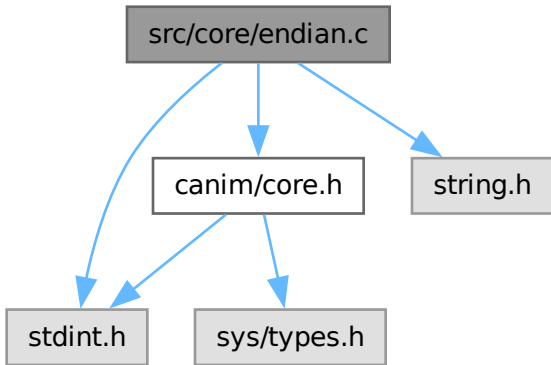 src/core/endian.c
canim/core.h
string.h
stdint.h
sys/types.h